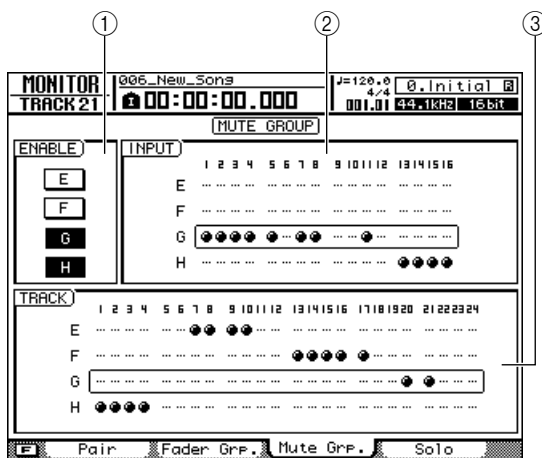 ① ② ③
MONITOR 006_New_Song ♩=120.0 4/4 0.Initial
TRACK 21 00:00:00.000 001.01 44.1kHz 16bit
MUTE GROUP
ENABLE INPUT
1 2 3 4 5 6 7 8 9 10 11 12 13 14 15 16
E E
F F
G G
H H
TRACK
1 2 3 4 5 6 7 8 9 10 11 12 13 14 15 16 17 18 19 20 21 22 23 24
E
F
G
H
F Pair Fader Grp. Mute Grp. Solo